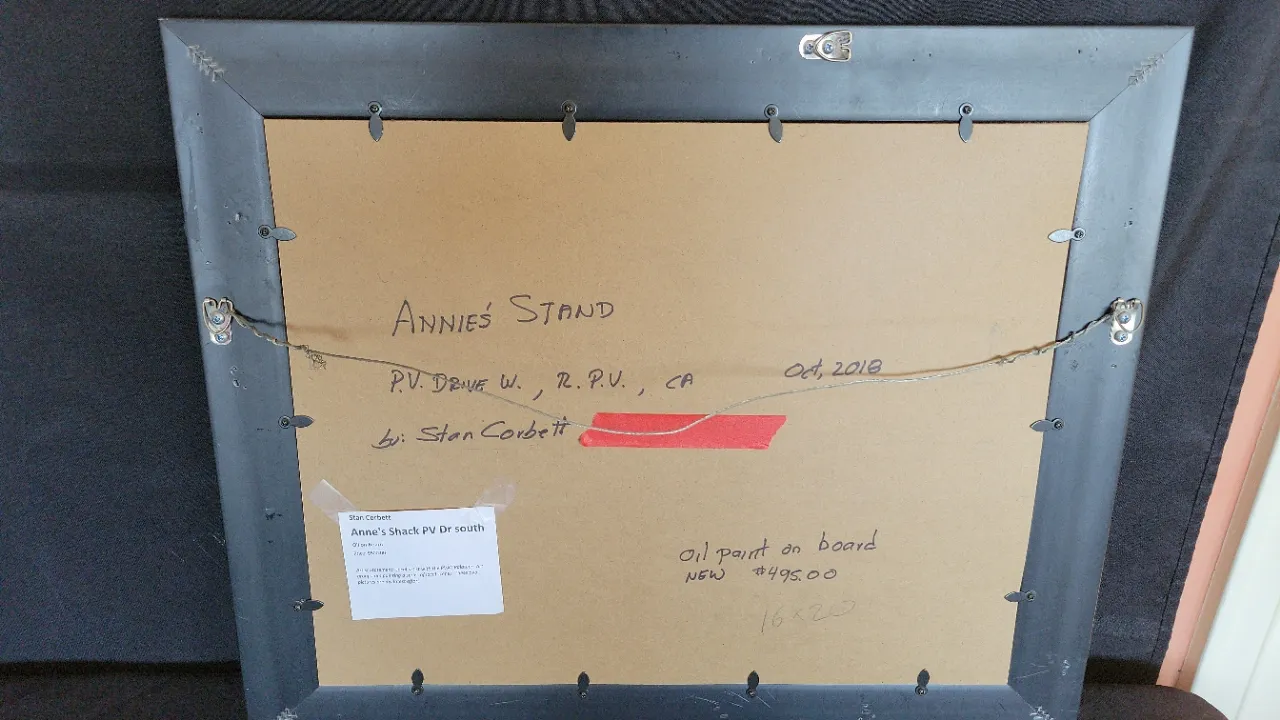 ANNIE'S STAND
P.V. DRIVE W., R.P.V., CA
Oct, 2018
by: Stan Corbett
Stan Corbett
Anne's Shack PV Dr south
Oil paint on board
NEW $495.00
16 x 20